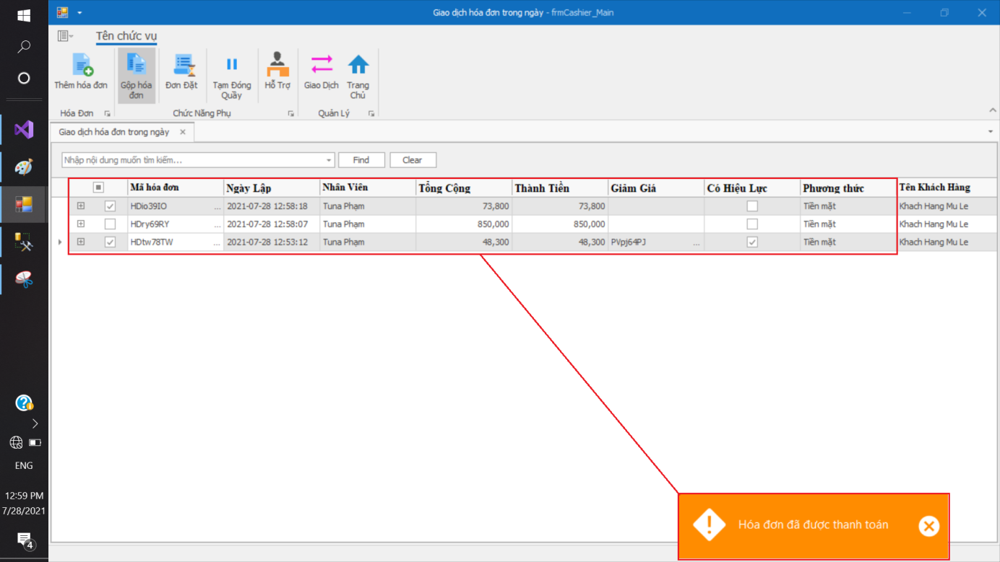 Giao dịch hóa đơn trong ngày - frmCashier_Main
Tên chức vụ
Thêm hóa đơn
Gộp hóa đơn
Đơn Đặt
Tạm Đóng Quầy
Hỗ Trợ
Giao Dịch
Trang Chủ
Hóa Đơn
Chức Năng Phụ
Quản Lý
Giao dịch hóa đơn trong ngày
Nhập nội dung muốn tìm kiếm...
Find
Clear
Mã hóa đơn Ngày Lập Nhân Viên Tổng Cộng Thành Tiền Giảm Giá Có Hiệu Lực Phương thức Tên Khách Hàng
HDio39IO ... 2021-07-28 12:58:18 Tuna Phạm 73,800 73,800 Tiền mặt Khach Hang Mu Le
HDry69RY ... 2021-07-28 12:58:07 Tuna Phạm 850,000 850,000 Tiền mặt Khach Hang Mu Le
HDtw78TW ... 2021-07-28 12:53:12 Tuna Phạm 48,300 48,300 PVpj64PJ ... Tiền mặt Khach Hang Mu Le
Hóa đơn đã được thanh toán
ENG
12:59 PM
7/28/2021
4